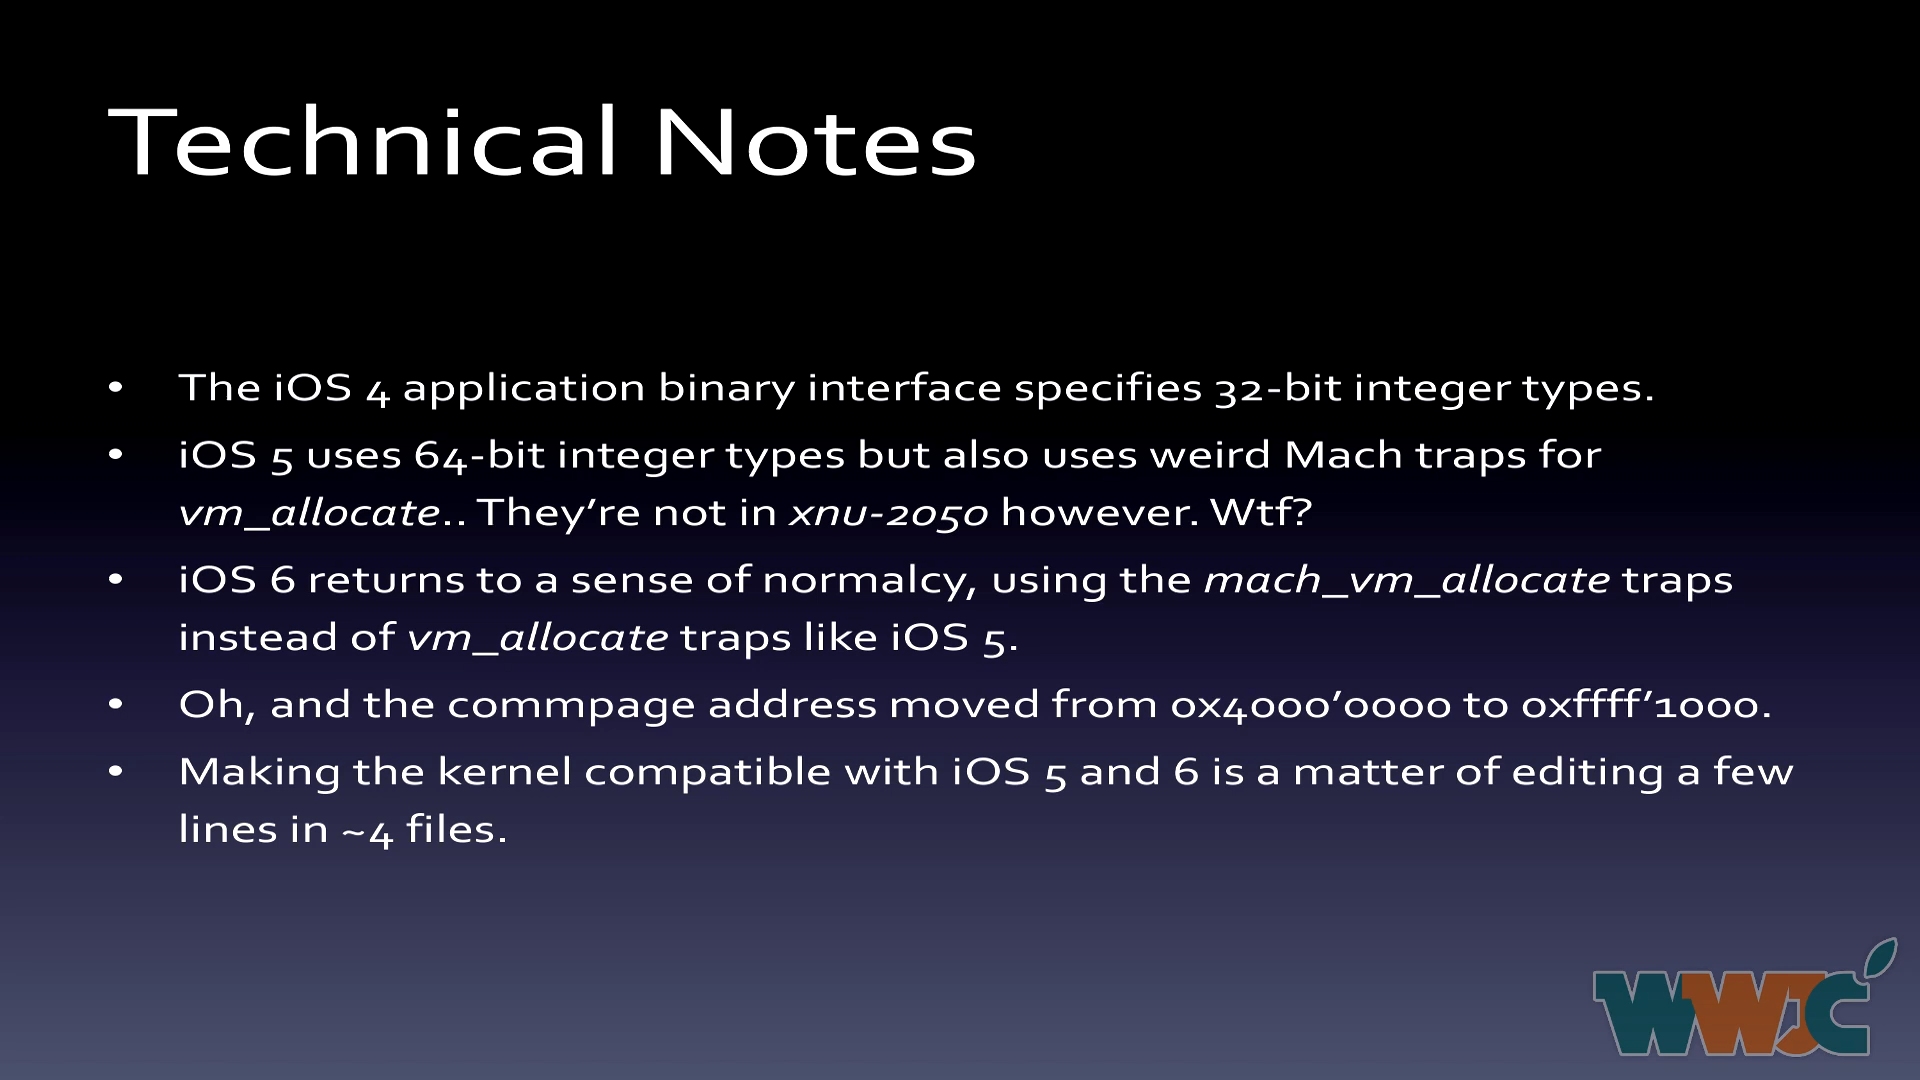 Technical Notes
• The iOS 4 application binary interface specifies 32-bit integer types.
• iOS 5 uses 64-bit integer types but also uses weird Mach traps for
vm_allocate.. They’re not in xnu-2050 however. Wtf?
• iOS 6 returns to a sense of normalcy, using the mach_vm_allocate traps
instead of vm_allocate traps like iOS 5.
• Oh, and the commpage address moved from 0x4000’0000 to 0xffff’1000.
• Making the kernel compatible with iOS 5 and 6 is a matter of editing a few
lines in ~4 files.
WWJC